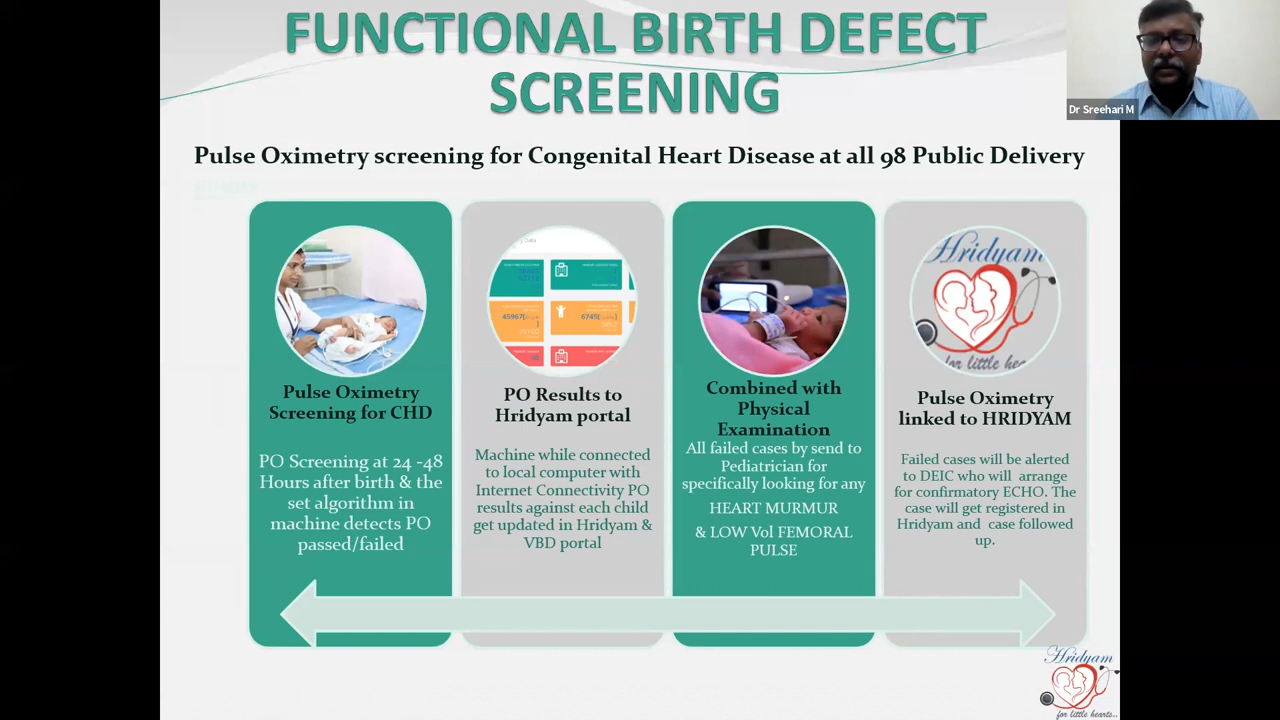 FUNCTIONAL BIRTH DEFECT
SCREENING
Dr Sreehari M
Pulse Oximetry screening for Congenital Heart Disease at all 98 Public Delivery
Pulse Oximetry
Screening for CHD
PO Screening at 24 -48
Hours after birth & the
set algorithm in
machine detects PO
passed/failed
45967
6745
PO Results to
Hridyam portal
Machine while connected
to local computer with
Internet Connectivity PO
results against each child
get updated in Hridyam &
VBD portal
Combined with
Physical
Examination
All failed cases by send to
Pediatrician for
specifically looking for any
HEART MURMUR
& LOW Vol FEMORAL
PULSE
Hridyam
for little he
Pulse Oximetry
linked to HRIDYAM
Failed cases will be alerted
to DEIC who will arrange
for confirmatory ECHO. The
case will get registered in
Hridyam and case followed
up.
Hridyam
for little hearts..